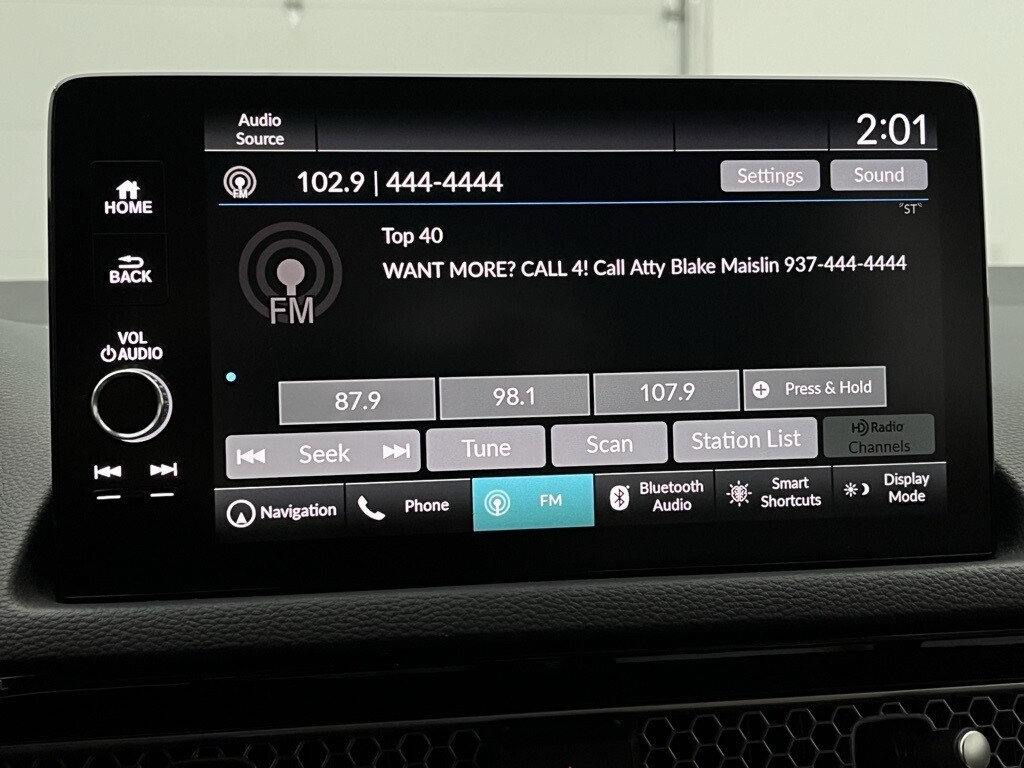 Audio
Source
2:01
FM
102.9 | 444-4444
Settings
Sound
"ST"
HOME
BACK
VOL
AUDIO
FM
Top 40
WANT MORE? CALL 4! Call Atty Blake Maislin 937-444-4444
87.9
98.1
107.9
Press & Hold
Seek
Tune
Scan
Station List
HD Radio
Channels
Navigation
Phone
FM
Bluetooth
Audio
Smart
Shortcuts
Display
Mode